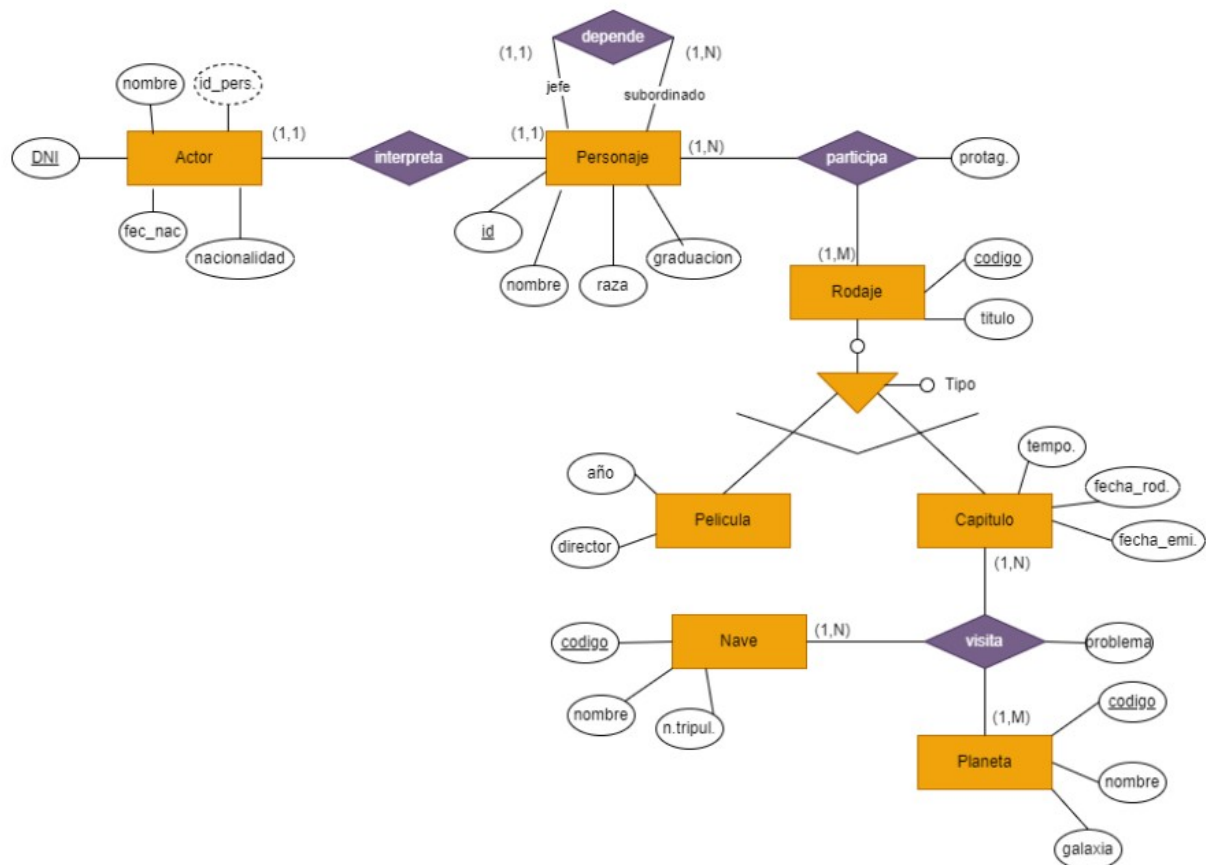 depende
(1,1)
(1,N)
jefe
subordinado
nombre
id_pers.
(1,1)
(1,1)
(1,N)
DNI
Actor
interpreta
Personaje
participa
protag.
fec_nac
nacionalidad
id
nombre
raza
graduacion
(1,M)
codigo
Rodaje
titulo
Tipo
año
director
Pelicula
tempo.
fecha_rod.
Capitulo
fecha_emi.
(1,N)
codigo
Nave
(1,N)
visita
problema
nombre
n.tripul.
(1,M)
codigo
Planeta
nombre
galaxia